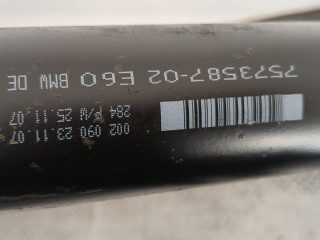 7573587-02 E60 BMW DE
284 P/W 25.11.07
002 090 23.11.07